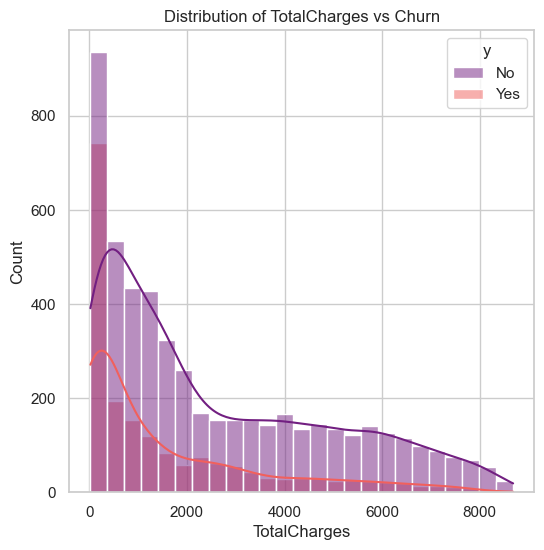 Distribution of TotalCharges vs Churn
y
No
Yes
Count
800
600
400
200
0
0 2000 4000 6000 8000
TotalCharges